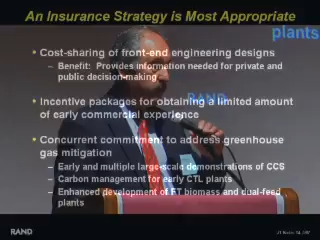 An Insurance Strategy is Most Appropriate
plants
• Cost-sharing of front-end engineering designs
– Benefit: Provides information needed for private and
public decision-making
RAND
• Incentive packages for obtaining a limited amount
of early commercial experience
• Concurrent commitment to address greenhouse
gas mitigation
– Early and multiple large-scale demonstrations of CCS
– Carbon management for early CTL plants
– Enhanced development of FT biomass and dual-feed
plants
RAND